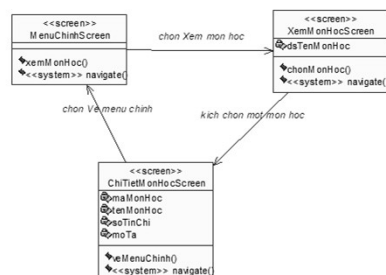 <<screen>>
MenuChinhScreen
xemMonHoc()
<<system>> navigate()
chon Xem mon hoc
<<screen>>
XemMonHocScreen
dsTenMonHoc
chonMonHoc()
<<system>> navigate()
chon Ve menu chinh
kich chon mot mon hoc
<<screen>>
ChiTietMonHocScreen
maMonHoc
tenMonHoc
soTinChi
moTa
veMenuChinh()
<<system>> navigate()